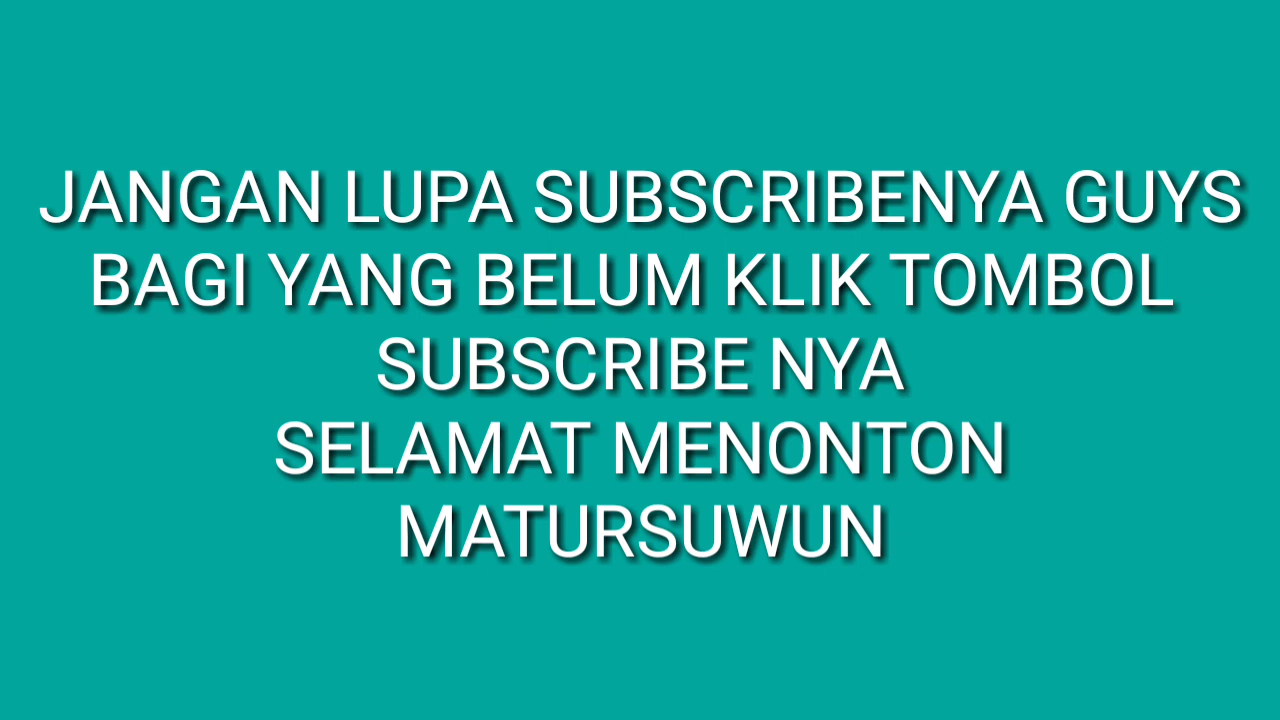 JANGAN LUPA SUBSCRIBENYA GUYS
BAGI YANG BELUM KLIK TOMBOL
SUBSCRIBE NYA
SELAMAT MENONTON
MATURSUWUN